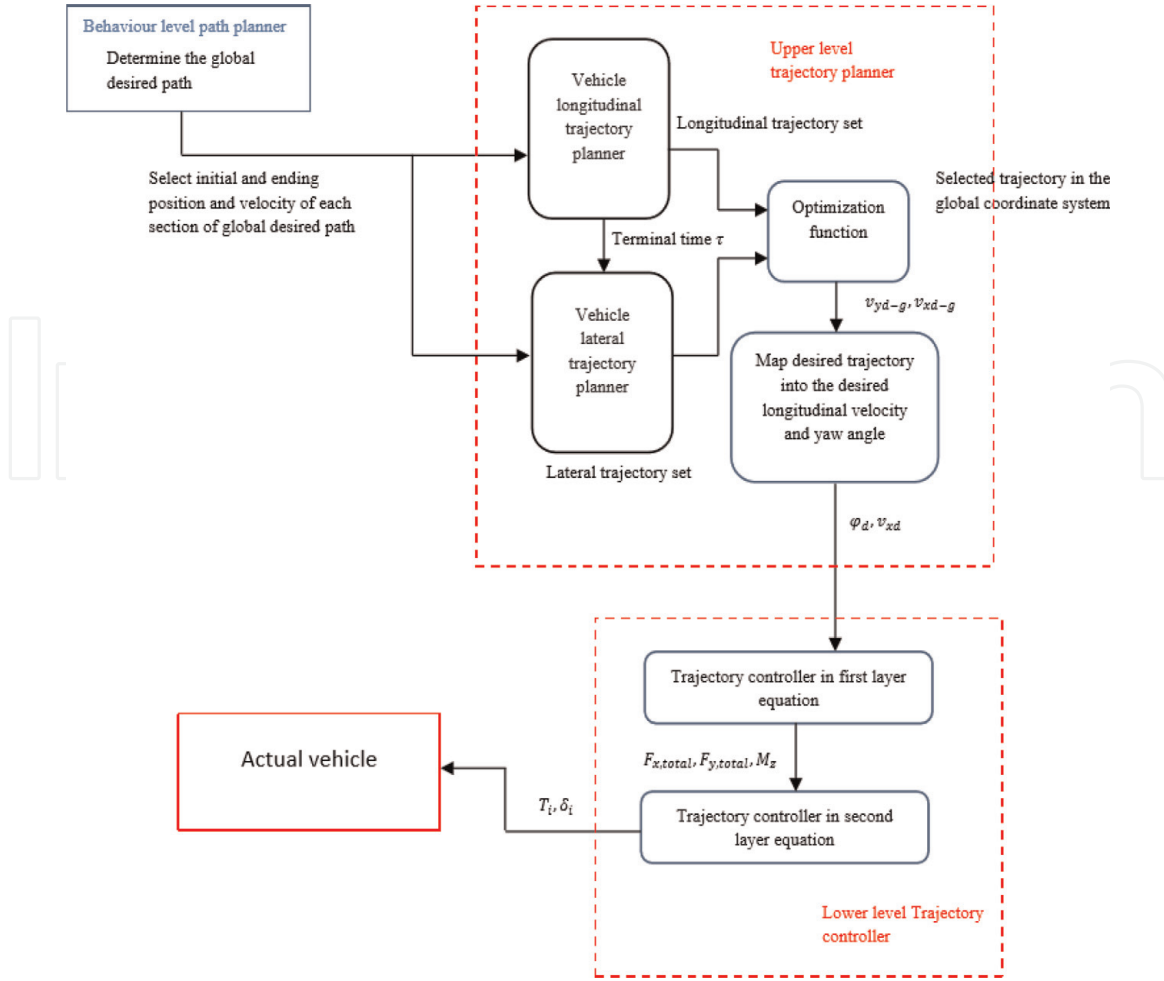 Behaviour level path planner
Determine the global
desired path
Select initial and ending
position and velocity of each
section of global desired path
Upper level
trajectory planner
Vehicle
longitudinal
trajectory
planner
Longitudinal trajectory set
Terminal time τ
Vehicle
lateral
trajectory
planner
Lateral trajectory set
Optimization
function
Selected trajectory in the
global coordinate system
v_{yd-g}, v_{xd-g}
Map desired trajectory
into the desired
longitudinal velocity
and yaw angle
φ_d, v_{xd}
Trajectory controller in first layer
equation
F_{x,total}, F_{y,total}, M_z
Trajectory controller in second
layer equation
T_i, δ_i
Actual vehicle
Lower level Trajectory
controller